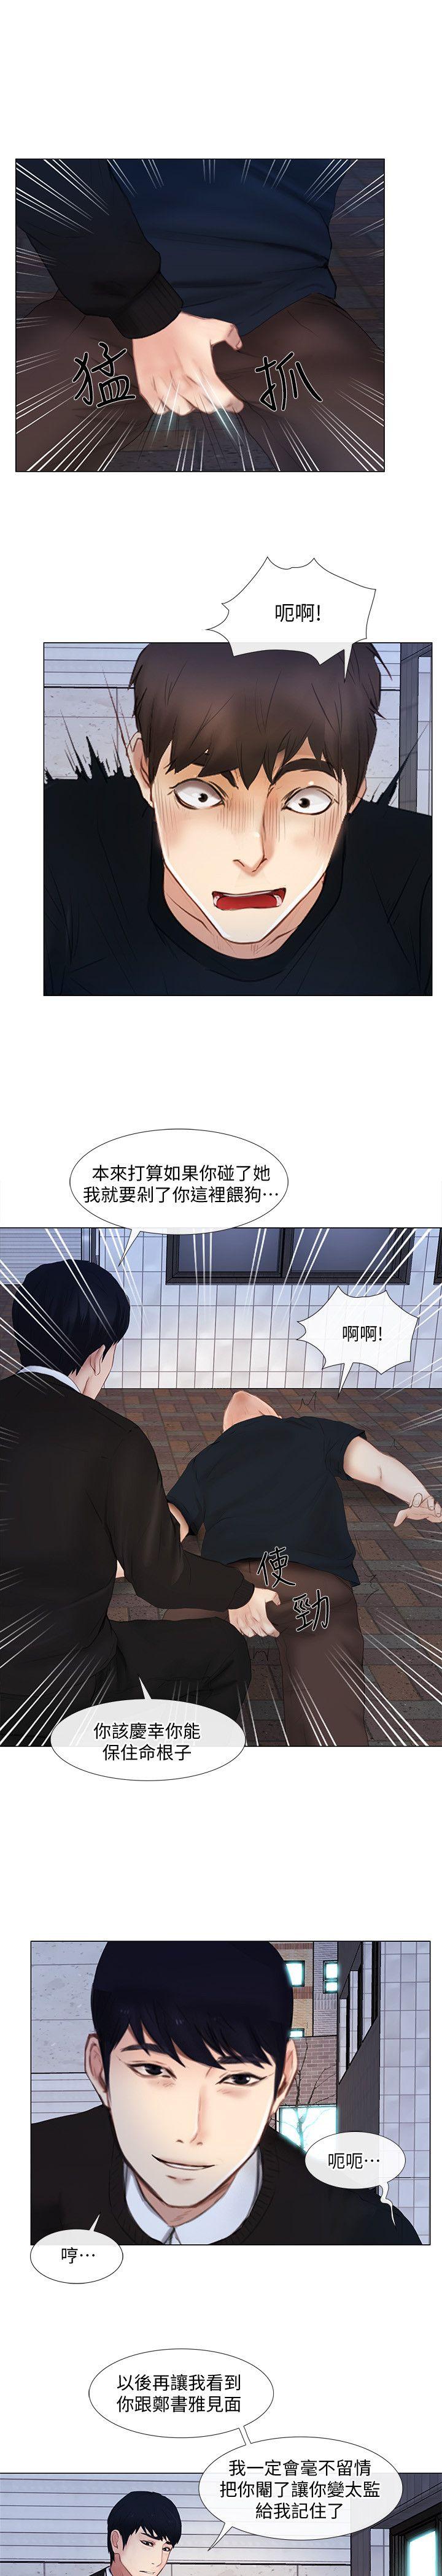 猛抓
呃啊!
本來打算如果你碰了她
我就要剁了你這裡餵狗…
啊啊!
使勁
你該慶幸你能
保住命根子
呃呃…
哼…
以後再讓我看到
你跟鄭書雅見面
我一定會毫不留情
把你閹了讓你變太監
給我記住了